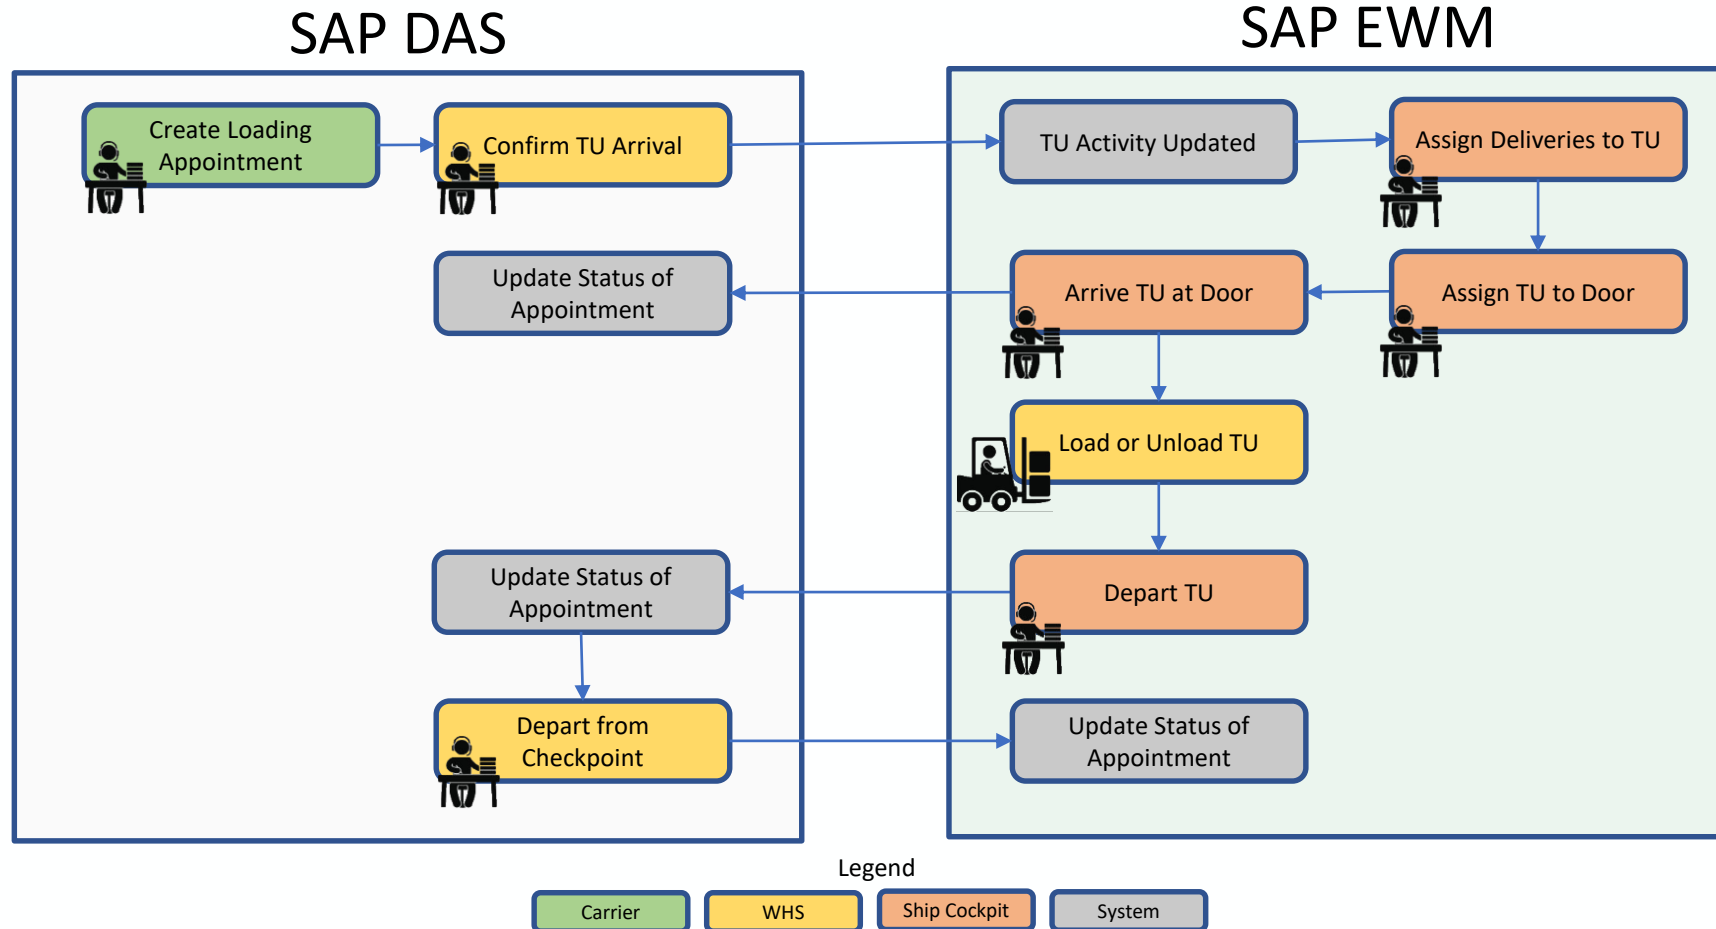 SAP DAS
SAP EWM
Create Loading
Appointment
Confirm TU Arrival
TU Activity Updated
Assign Deliveries to TU
Update Status of
Appointment
Arrive TU at Door
Assign TU to Door
Load or Unload TU
Update Status of
Appointment
Depart TU
Depart from
Checkpoint
Update Status of
Appointment
Legend
Carrier
WHS
Ship Cockpit
System